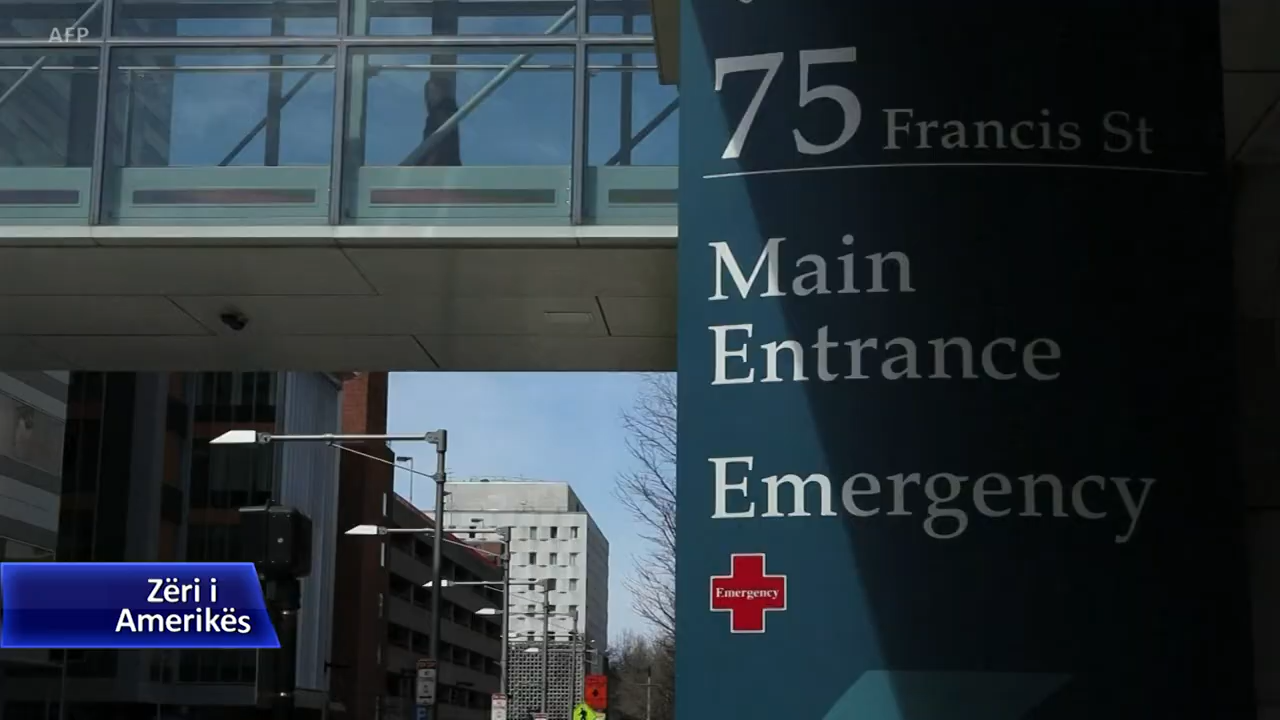 AFP
75 Francis St
Main
Entrance
Emergency
Emergency
Zëri i
Amerikës
P